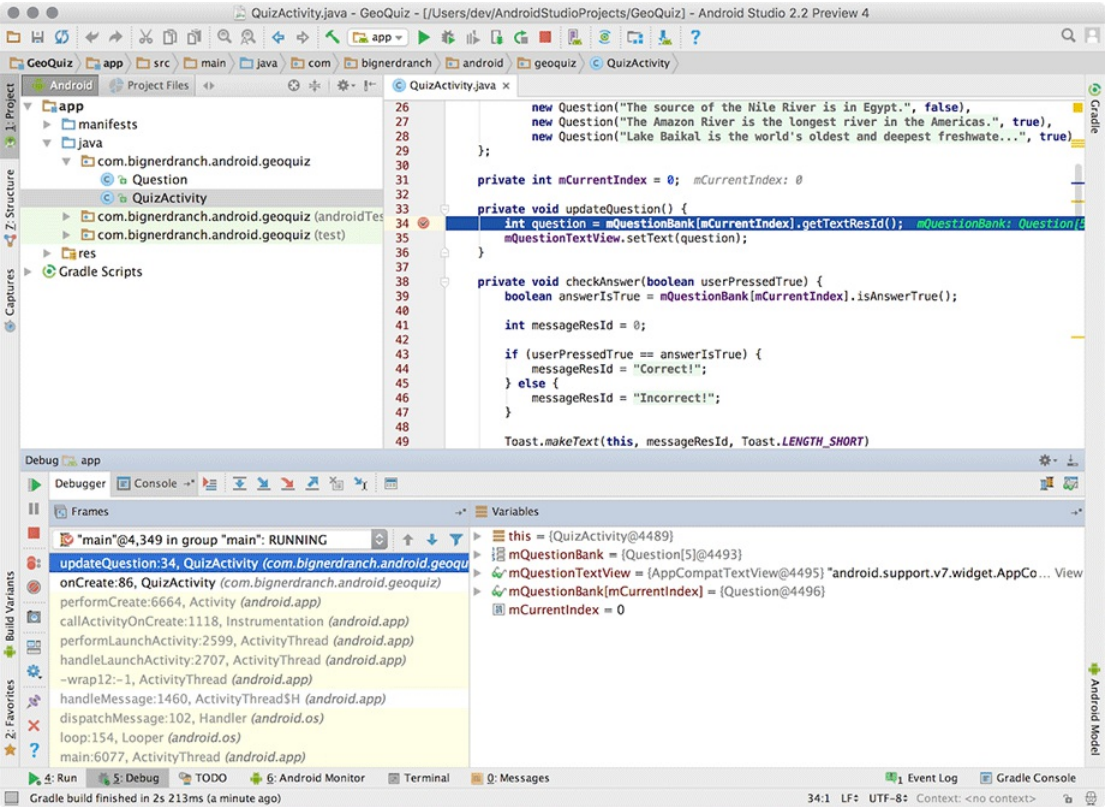 QuizActivity.java - GeoQuiz - [/Users/dev/AndroidStudioProjects/GeoQuiz] - Android Studio 2.2 Preview 4
app
?
GeoQuiz app src main java com bignerdranch android geoquiz QuizActivity
1: Project
Z: Structure
Captures
Build Variants
2: Favorites
Android Project Files
app
manifests
java
com.bignerdranch.android.geoquiz
Question
QuizActivity
com.bignerdranch.android.geoquiz (androidTes
com.bignerdranch.android.geoquiz (test)
res
Gradle Scripts
QuizActivity.java
26 new Question("The source of the Nile River is in Egypt.", false),
27 new Question("The Amazon River is the longest river in the Americas.", true),
28 new Question("Lake Baikal is the world's oldest and deepest freshwate...", true)
29 };
30
31 private int mCurrentIndex = 0; mCurrentIndex: 0
32
33 private void updateQuestion() {
34 int question = mQuestionBank[mCurrentIndex].getTextResId(); mQuestionBank: Question[5
35 mQuestionTextView.setText(question);
36 }
37
38 private void checkAnswer(boolean userPressedTrue) {
39 boolean answerIsTrue = mQuestionBank[mCurrentIndex].isAnswerTrue();
40
41 int messageResId = 0;
42
43 if (userPressedTrue == answerIsTrue) {
44 messageResId = "Correct!";
45 } else {
46 messageResId = "Incorrect!";
47 }
48
49 Toast.makeText(this, messageResId, Toast.LENGTH_SHORT)
Gradle
Android Model
Debug app
Debugger Console
Frames
"main"@4,349 in group "main": RUNNING
updateQuestion:34, QuizActivity (com.bignerdranch.android.geoqu
onCreate:86, QuizActivity (com.bignerdranch.android.geoquiz)
performCreate:6664, Activity (android.app)
callActivityOnCreate:1118, Instrumentation (android.app)
performLaunchActivity:2599, ActivityThread (android.app)
handleLaunchActivity:2707, ActivityThread (android.app)
-wrap12:-1, ActivityThread (android.app)
handleMessage:1460, ActivityThread$H (android.app)
dispatchMessage:102, Handler (android.os)
loop:154, Looper (android.os)
main:6077, ActivityThread (android.app)
Variables
this = {QuizActivity@4489}
mQuestionBank = {Question[5]@4493}
mQuestionTextView = {AppCompatTextView@4495} "android.support.v7.widget.AppCo... View
mQuestionBank[mCurrentIndex] = {Question@4496}
mCurrentIndex = 0
?
4: Run 5: Debug TODO 6: Android Monitor Terminal 0: Messages 1 Event Log Gradle Console
Gradle build finished in 2s 213ms (a minute ago) 34:1 LF UTF-8 Context: <no context>